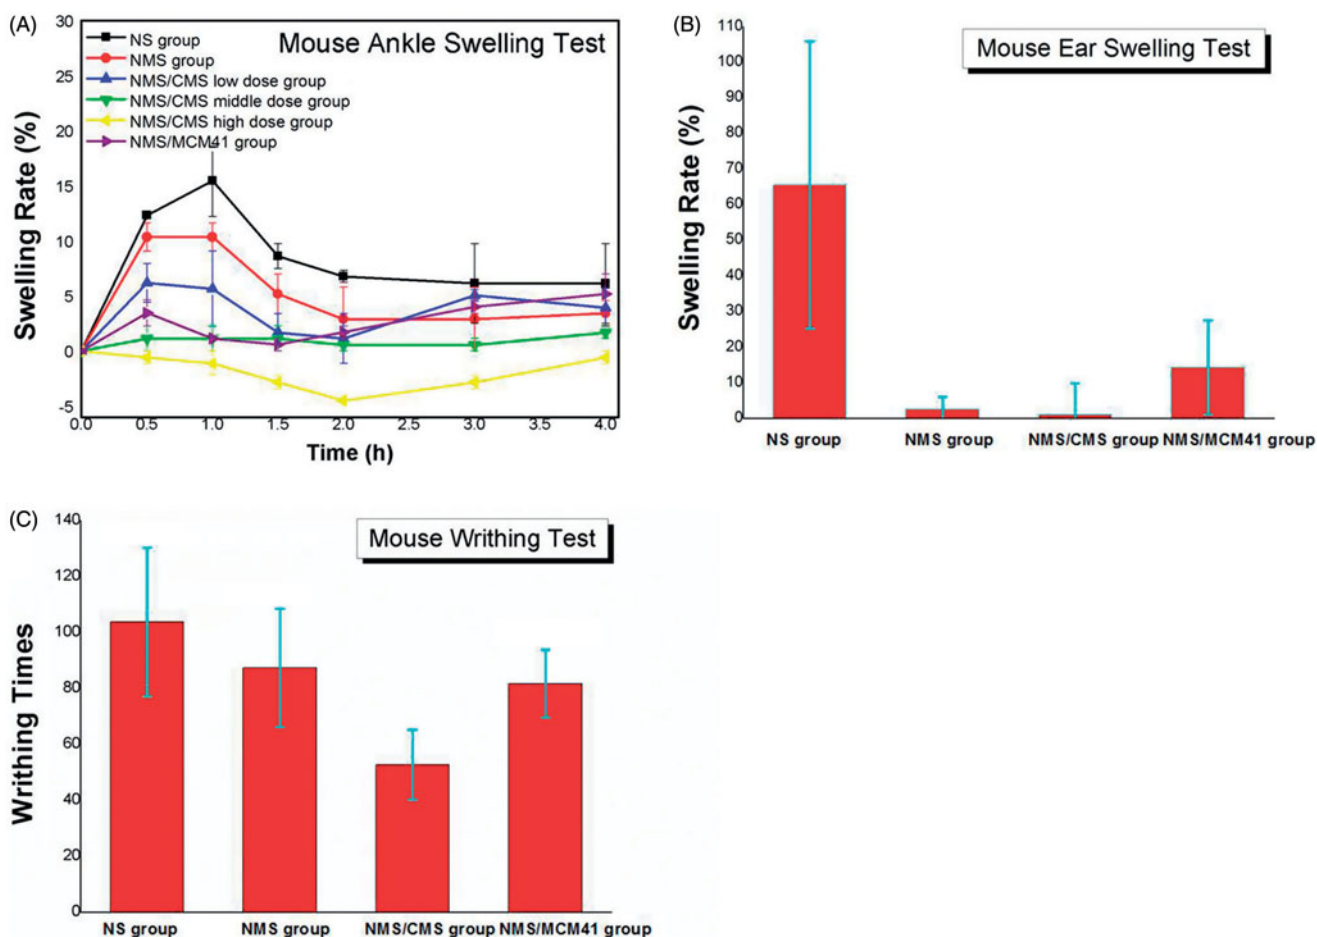 (A)
Mouse Ankle Swelling Test
NS group
NMS group
NMS/CMS low dose group
NMS/CMS middle dose group
NMS/CMS high dose group
NMS/MCM41 group
Swelling Rate (%)
30
25
20
15
10
5
0
-5
0.0 0.5 1.0 1.5 2.0 2.5 3.0 3.5 4.0
Time (h)
(B)
Mouse Ear Swelling Test
Swelling Rate (%)
110
100
90
80
70
60
50
40
30
20
10
0
NS group NMS group NMS/CMS group NMS/MCM41 group
(C)
Mouse Writhing Test
Writhing Times
140
120
100
80
60
40
20
0
NS group NMS group NMS/CMS group NMS/MCM41 group